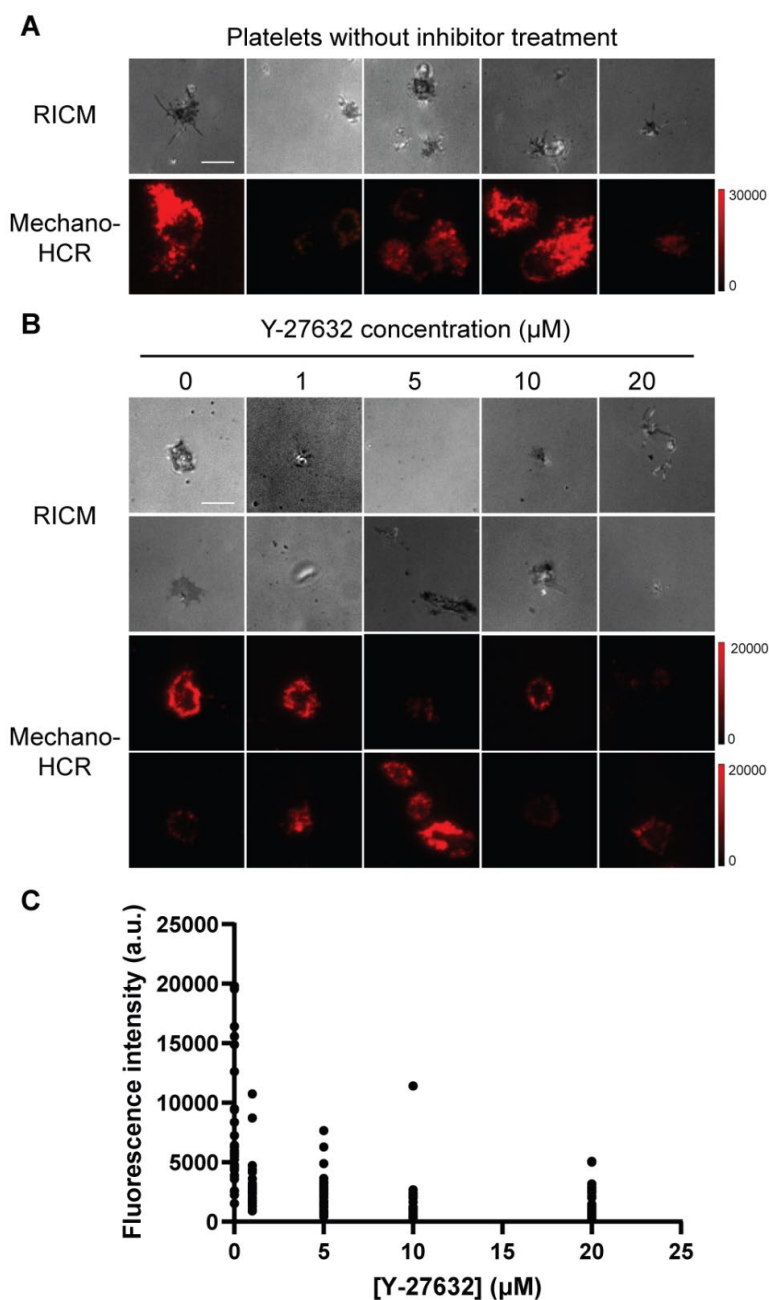 A
Platelets without inhibitor treatment
RICM
Mechano-
HCR
30000
0
B
Y-27632 concentration (µM)
0 1 5 10 20
RICM
Mechano-
HCR
20000
0
20000
0
C
Fluorescence intensity (a.u.)
25000
20000
15000
10000
5000
0
0 5 10 15 20 25
[Y-27632] (µM)